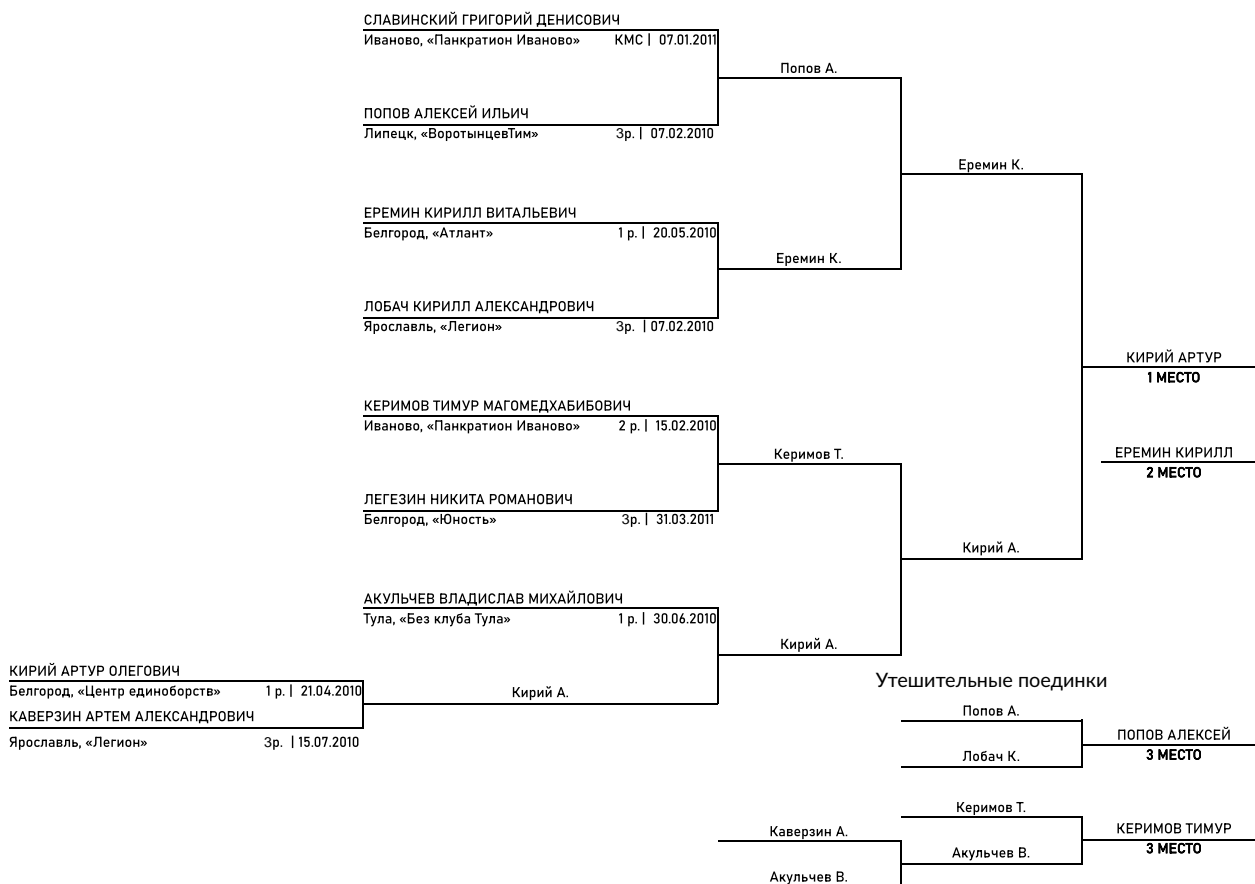 СЛАВИНСКИЙ ГРИГОРИЙ ДЕНИСОВИЧ
Иваново, «Панкратион Иваново» КМС | 07.01.2011
Попов А.
ПОПОВ АЛЕКСЕЙ ИЛЬИЧ
Липецк, «ВоротынцевТим» 3р. | 07.02.2010
Еремин К.
ЕРЕМИН КИРИЛЛ ВИТАЛЬЕВИЧ
Белгород, «Атлант» 1 р. | 20.05.2010
Еремин К.
ЛОБАЧ КИРИЛЛ АЛЕКСАНДРОВИЧ
Ярославль, «Легион» 3р. | 07.02.2010
КИРИЙ АРТУР
1 МЕСТО
КЕРИМОВ ТИМУР МАГОМЕДХАБИБОВИЧ
Иваново, «Панкратион Иваново» 2 р. | 15.02.2010
Керимов Т.
ЕРЕМИН КИРИЛЛ
2 МЕСТО
ЛЕГЕЗИН НИКИТА РОМАНОВИЧ
Белгород, «Юность» 3р. | 31.03.2011
Кирий А.
АКУЛЬЧЕВ ВЛАДИСЛАВ МИХАЙЛОВИЧ
Тула, «Без клуба Тула» 1 р. | 30.06.2010
Кирий А.
КИРИЙ АРТУР ОЛЕГОВИЧ
Белгород, «Центр единоборств» 1 р. | 21.04.2010
Кирий А.
КАВЕРЗИН АРТЕМ АЛЕКСАНДРОВИЧ
Ярославль, «Легион» 3р. | 15.07.2010
Утешительные поединки
Попов А.
ПОПОВ АЛЕКСЕЙ
3 МЕСТО
Лобач К.
Керимов Т.
КЕРИМОВ ТИМУР
3 МЕСТО
Каверзин А.
Акульчев В.
Акульчев В.